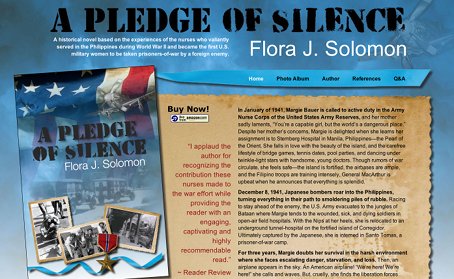 A PLEDGE OF SILENCE
A historical novel based on the experiences of the nurses who valiantly
served in the Philippines during World War II and became the first U.S.
military women to be taken prisoners-of-war by a foreign enemy.
Flora J. Solomon
Home Photo Album Author References Q&A
A PLEDGE
OF SILENCE
Flora J. Solomon
Buy Now!
amazon.com
"I applaud the
author for
recognizing the
contribution these
nurses made to
the war effort while
providing the
reader with an
engaging,
captivating and
highly
recommendable
read."
~ Reader Review
In January of 1941, Margie Bauer is called to active duty in the Army
Nurse Corps of the United States Army Reserves, and her mother
sadly laments, "You're a capable girl, but the world's a dangerous place."
Despite her mother's concerns, Margie is delighted when she learns her
assignment is to Sternberg Hospital in Manila, Philippines—the Pearl of
the Orient. She falls in love with the beauty of the island, and the carefree
lifestyle of bridge games, tennis dates, pool parties, and dancing under
twinkle-light stars with handsome, young doctors. Though rumors of war
circulate, she feels safe—the island is fortified, the airbases are ample,
and the Filipino troops are training intensely, General MacArthur is
upbeat when he announces that everything is splendid.
December 8, 1941, Japanese bombers roar into the Philippines,
turning everything in their path to smoldering piles of rubble. Racing
to stay ahead of the enemy, the U.S. Army evacuates to the jungles of
Bataan where Margie tends to the wounded, sick, and dying soldiers in
open-air field hospitals. With the Nips at her heels, she is relocated to an
underground tunnel-hospital on the fortified island of Corregidor.
Ultimately captured by the Japanese, she is interned in Santo Tomas, a
prisoner-of-war camp.
For three years, Margie doubts her survival in the harsh environment
where she faces escalating danger, starvation, and toil. Then, an
airplane appears in the sky. An American airplane! "We're here! We're
here!" she calls and waves. But, cruelly, she finds the liberation